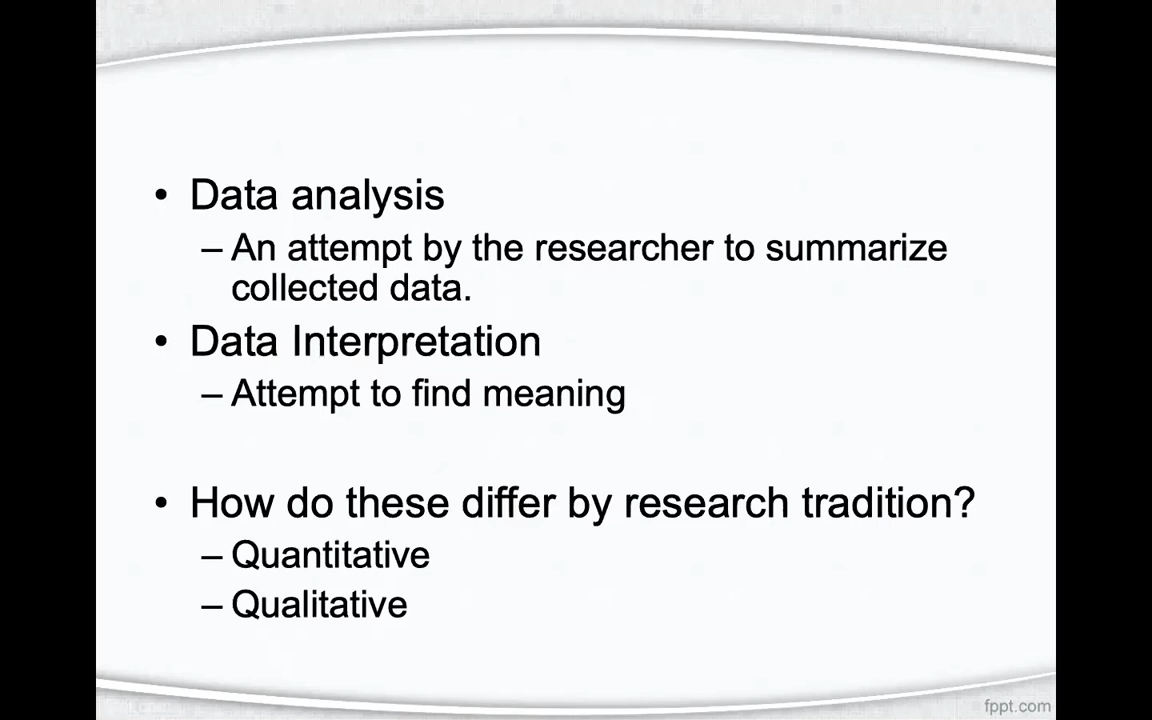 • Data analysis
– An attempt by the researcher to summarize
collected data.
• Data Interpretation
– Attempt to find meaning
• How do these differ by research tradition?
– Quantitative
– Qualitative
fppt.com